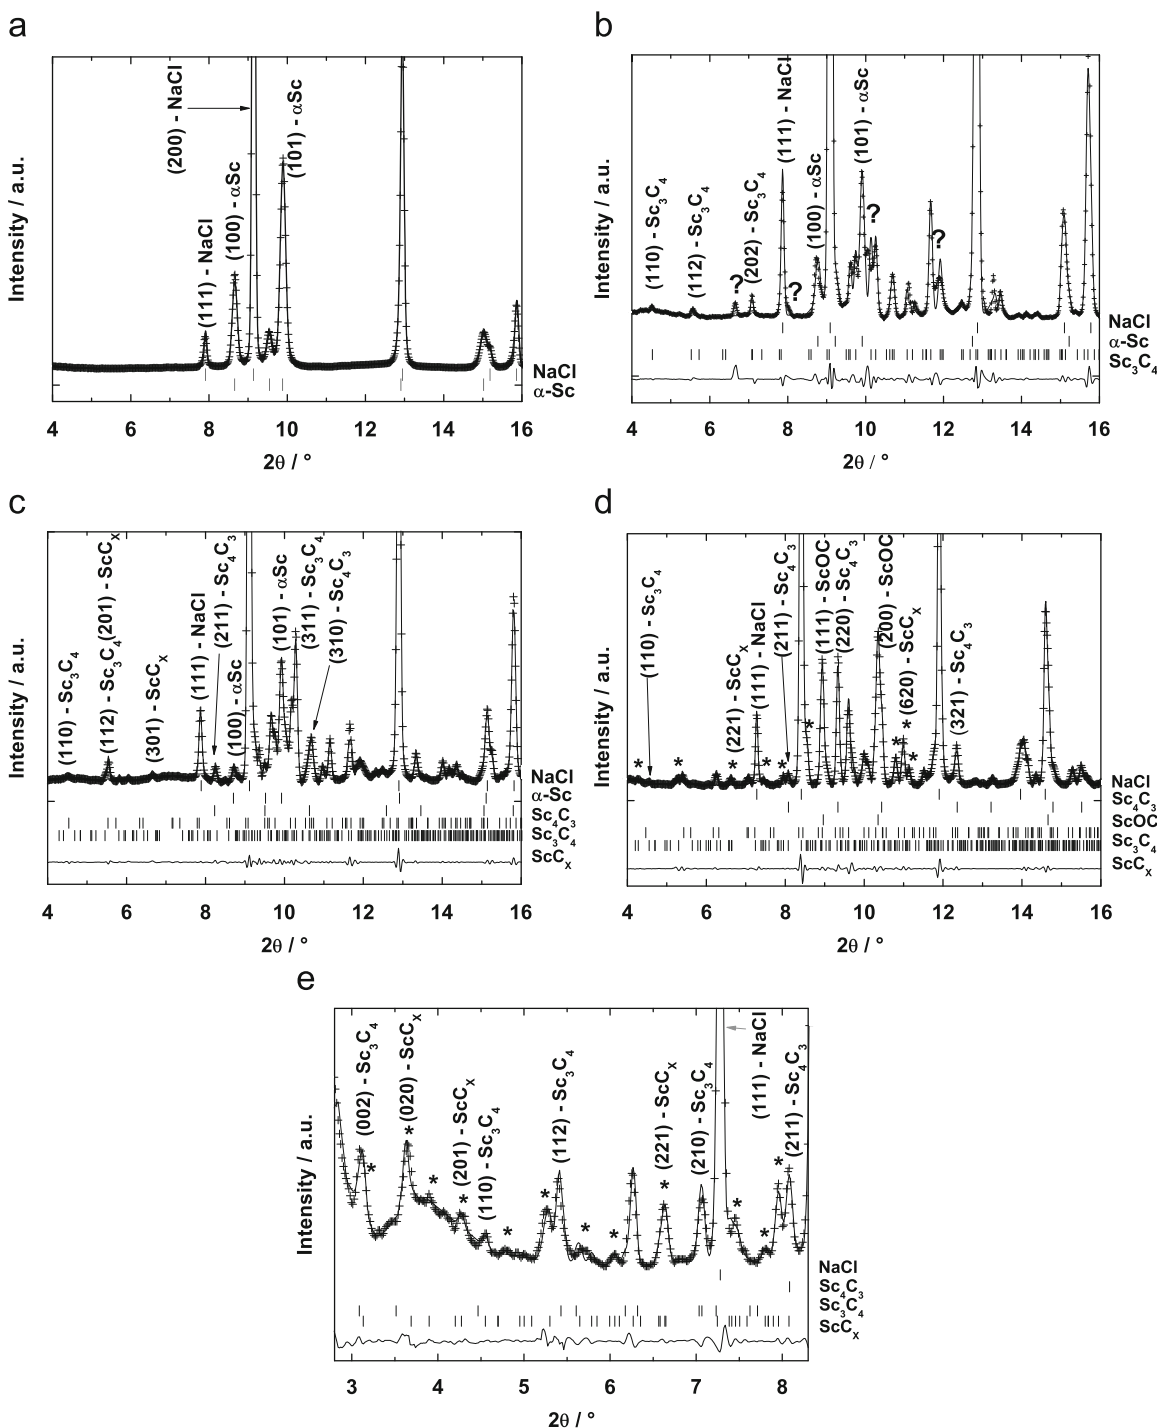 a
Intensity / a.u.
(200) - NaCl
(111) - NaCl
(100) - αSc
(101) - αSc
NaCl
α-Sc
4 6 8 10 12 14 16
2θ / °
b
Intensity / a.u.
(110) - Sc3C4
(112) - Sc3C4
?
(202) - Sc3C4
(111) - NaCl
?
(100) - αSc
(101) - αSc
?
?
NaCl
α-Sc
Sc3C4
4 6 8 10 12 14 16
2θ / °
c
Intensity / a.u.
(110) - Sc3C4
(112) - Sc3C4 (201) - ScCX
(301) - ScCX
(111) - NaCl
(211) - Sc4C3
(100) - αSc
(101) - αSc
(311) - Sc3C4
(310) - Sc4C3
NaCl
α-Sc
Sc4C3
Sc3C4
ScCX
4 6 8 10 12 14 16
2θ / °
d
Intensity / a.u.
* (110) - Sc3C4
*
(221) - ScCX
*
(111) - NaCl
*
(211) - Sc4C3
*
*
(111) - ScOC
(220) - Sc4C3
(200) - ScOC
*
* (620) - ScCX
*
(321) - Sc4C3
NaCl
Sc4C3
ScOC
Sc3C4
ScCX
4 6 8 10 12 14 16
2θ / °
e
Intensity / a.u.
(002) - Sc3C4
*
* (020) - ScCX
*
* (201) - ScCX
(110) - Sc3C4
*
*
(112) - Sc3C4
*
*
* (221) - ScCX
(210) - Sc3C4
*
(111) - NaCl
*
*
(211) - Sc4C3
NaCl
Sc4C3
Sc3C4
ScCX
3 4 5 6 7 8
2θ / °